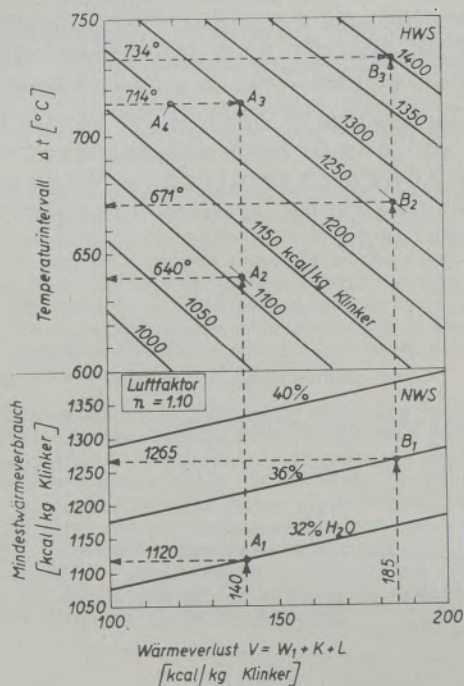 750
HWS
734°
B3
1400
714°
A3
A4
1350
700
1300
1250
671°
B2
1200
1150 kcal/kg Klinker
650
640°
A2
1100
1050
1000
600
Temperaturintervall Δt [°C]
Luftfaktor
n = 1.10
40%
NWS
1350
1300
1265
B1
1250
36%
1200
1150
32% H2O
A1
1120
1100
1050
140
185
Mindestwärmeverbrauch
[kcal/kg Klinker]
100
150
200
Wärmeverlust V = W1 + K + L
[kcal/kg Klinker]